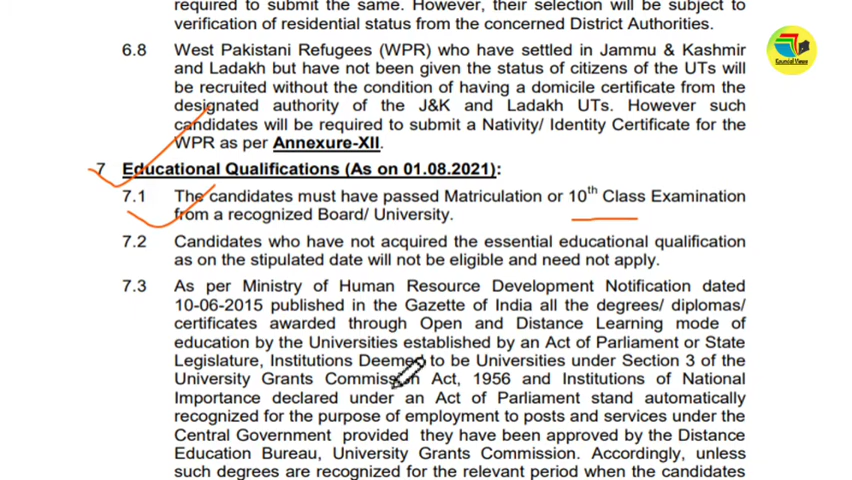 required to submit the same. However, their selection will be subject to
verification of residential status from the concerned District Authorities.
6.8 West Pakistani Refugees (WPR) who have settled in Jammu & Kashmir
and Ladakh but have not been given the status of citizens of the UTs will
be recruited without the condition of having a domicile certificate from the
designated authority of the J&K and Ladakh UTs. However such
candidates will be required to submit a Nativity/ Identity Certificate for the
WPR as per Annexure-XII.
7 Educational Qualifications (As on 01.08.2021):
7.1 The candidates must have passed Matriculation or 10th Class Examination
from a recognized Board/ University.
7.2 Candidates who have not acquired the essential educational qualification
as on the stipulated date will not be eligible and need not apply.
7.3 As per Ministry of Human Resource Development Notification dated
10-06-2015 published in the Gazette of India all the degrees/ diplomas/
certificates awarded through Open and Distance Learning mode of
education by the Universities established by an Act of Parliament or State
Legislature, Institutions Deemed to be Universities under Section 3 of the
University Grants Commission Act, 1956 and Institutions of National
Importance declared under an Act of Parliament stand automatically
recognized for the purpose of employment to posts and services under the
Central Government provided they have been approved by the Distance
Education Bureau, University Grants Commission. Accordingly, unless
such degrees are recognized for the relevant period when the candidates